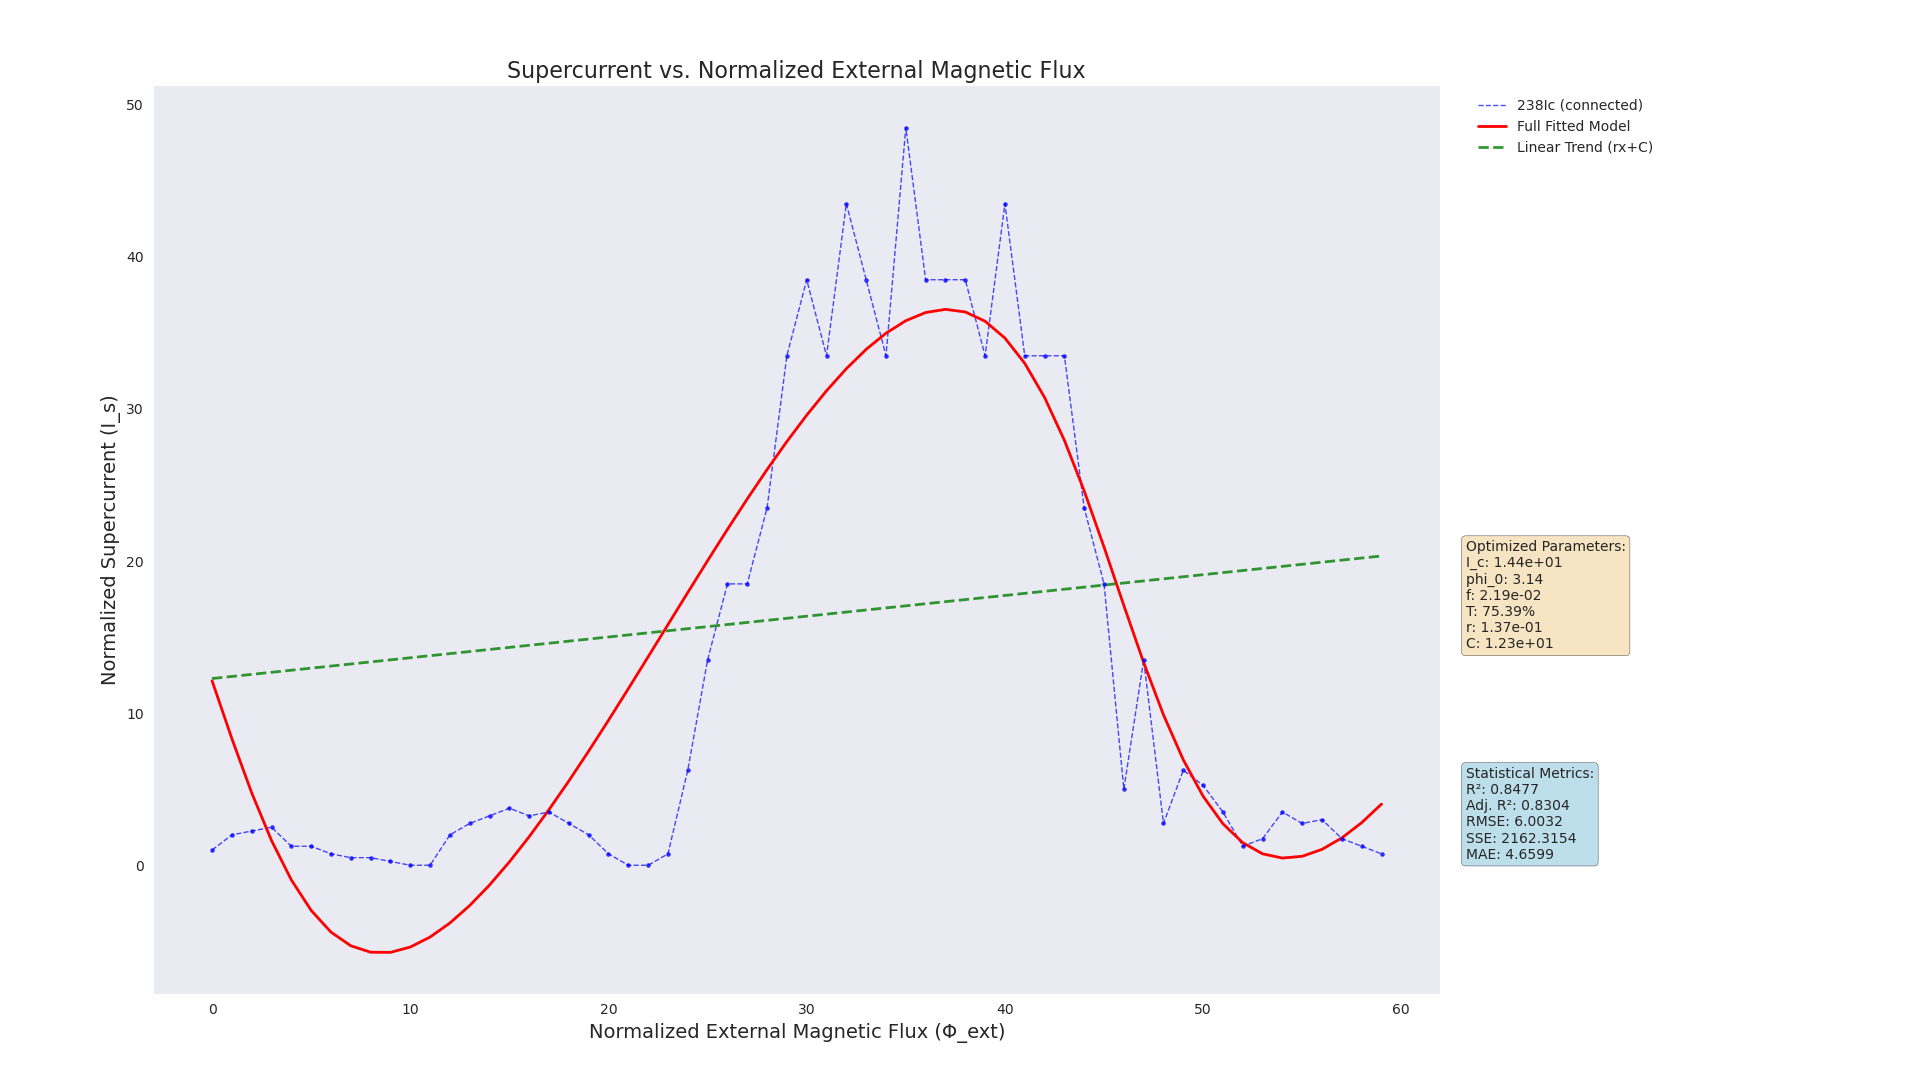 Supercurrent vs. Normalized External Magnetic Flux
50
40
30
20
10
0
Normalized Supercurrent (I_s)
0 10 20 30 40 50 60
Normalized External Magnetic Flux (Φ_ext)
238Ic (connected)
Full Fitted Model
Linear Trend (rx+C)
Optimized Parameters:
I_c: 1.44e+01
phi_0: 3.14
f: 2.19e-02
T: 75.39%
r: 1.37e-01
C: 1.23e+01
Statistical Metrics:
R²: 0.8477
Adj. R²: 0.8304
RMSE: 6.0032
SSE: 2162.3154
MAE: 4.6599